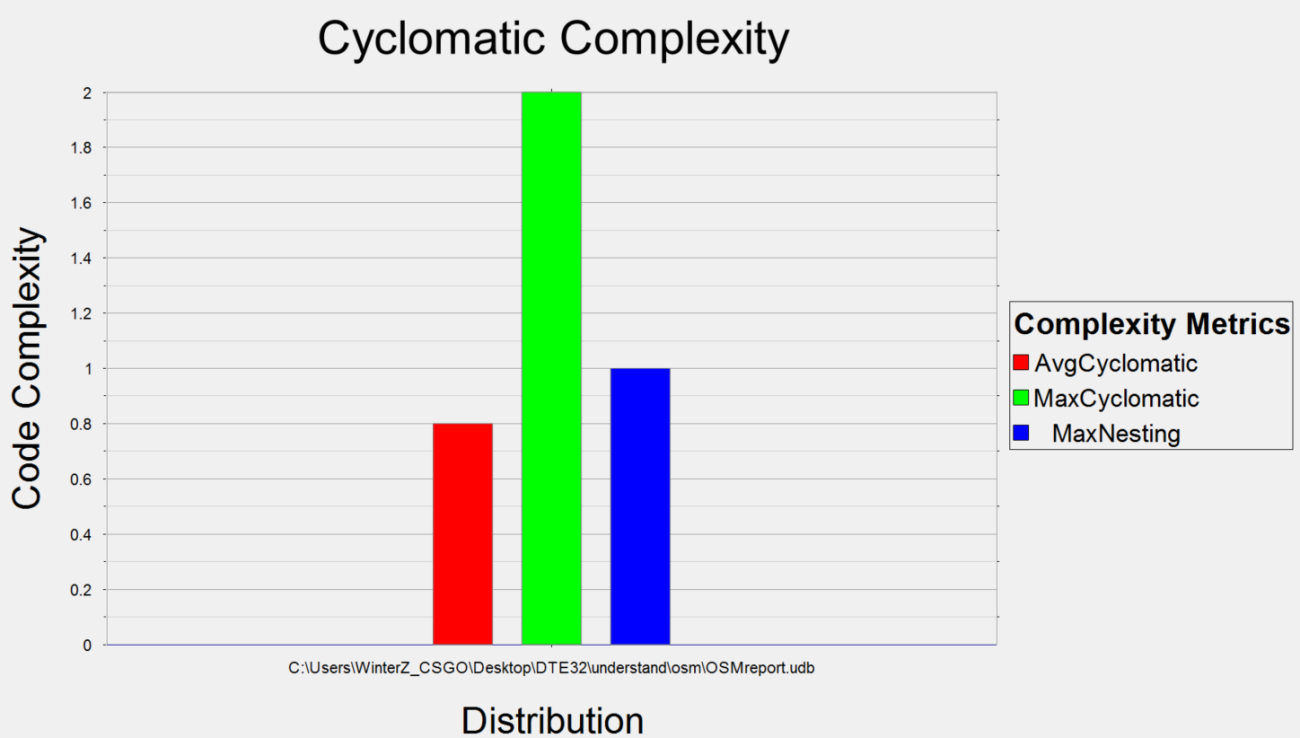 Cyclomatic Complexity
Code Complexity
2
1.8
1.6
1.4
1.2
1
0.8
0.6
0.4
0.2
0
C:\Users\WinterZ_CSGO\Desktop\DTE32\understand\osm\OSMreport.udb
Distribution
Complexity Metrics
AvgCyclomatic
MaxCyclomatic
MaxNesting